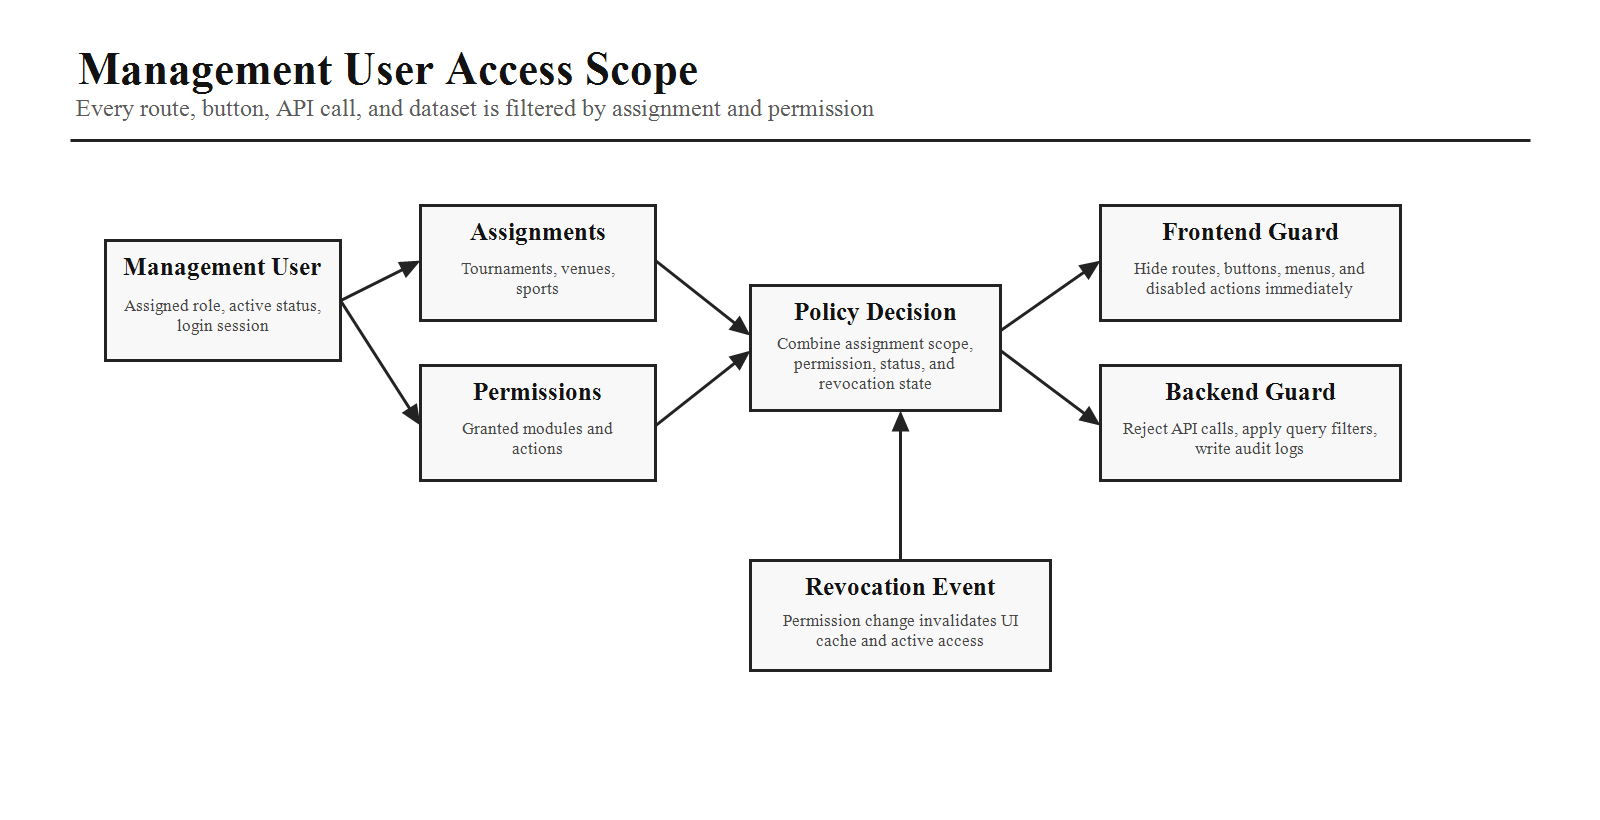 Management User Access Scope
Every route, button, API call, and dataset is filtered by assignment and permission
Management User
Assigned role, active status,
login session
Assignments
Tournaments, venues,
sports
Permissions
Granted modules and
actions
Policy Decision
Combine assignment scope,
permission, status, and
revocation state
Frontend Guard
Hide routes, buttons, menus, and
disabled actions immediately
Backend Guard
Reject API calls, apply query filters,
write audit logs
Revocation Event
Permission change invalidates UI
cache and active access